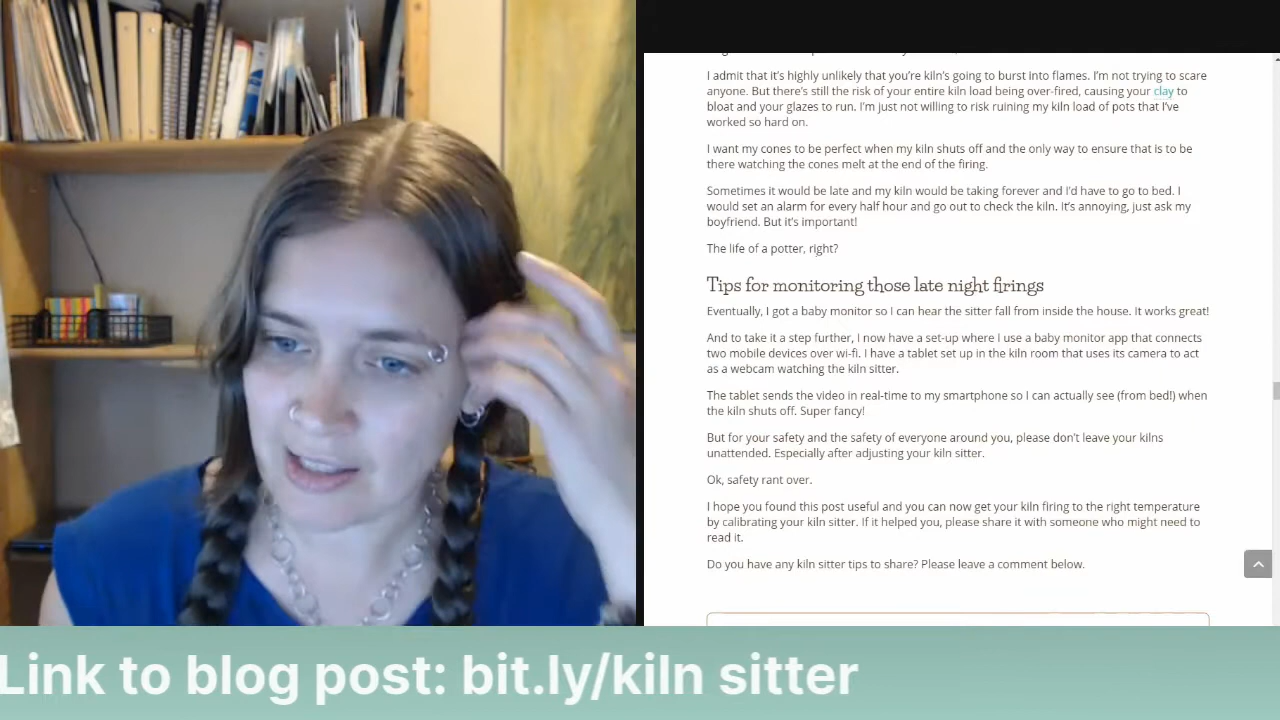 I admit that it's highly unlikely that you're kiln's going to burst into flames. I'm not trying to scare
anyone. But there's still the risk of your entire kiln load being over-fired, causing your clay to
bloat and your glazes to run. I'm just not willing to risk ruining my kiln load of pots that I've
worked so hard on.
I want my cones to be perfect when my kiln shuts off and the only way to ensure that is to be
there watching the cones melt at the end of the firing.
Sometimes it would be late and my kiln would be taking forever and I'd have to go to bed. I
would set an alarm for every half hour and go out to check the kiln. It's annoying, just ask my
boyfriend. But it's important!
The life of a potter, right?
Tips for monitoring those late night firings
Eventually, I got a baby monitor so I can hear the sitter fall from inside the house. It works great!
And to take it a step further, I now have a set-up where I use a baby monitor app that connects
two mobile devices over wi-fi. I have a tablet set up in the kiln room that uses its camera to act
as a webcam watching the kiln sitter.
The tablet sends the video in real-time to my smartphone so I can actually see (from bed!) when
the kiln shuts off. Super fancy!
But for your safety and the safety of everyone around you, please don't leave your kilns
unattended. Especially after adjusting your kiln sitter.
Ok, safety rant over.
I hope you found this post useful and you can now get your kiln firing to the right temperature
by calibrating your kiln sitter. If it helped you, please share it with someone who might need to
read it.
Do you have any kiln sitter tips to share? Please leave a comment below.
Link to blog post: bit.ly/kiln sitter